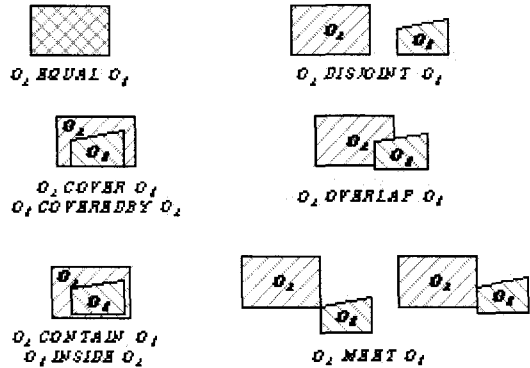 O₁ EQUAL O₂
O₁
O₂
O₁ DISJOINT O₂
O₁
O₂
O₁ COVER O₂
O₂ COVEREDBY O₁
O₁
O₂
O₁ OVERLAP O₂
O₁
O₂
O₁ CONTAIN O₂
O₂ INSIDE O₁
O₁
O₂
O₁
O₂
O₁ MEET O₂